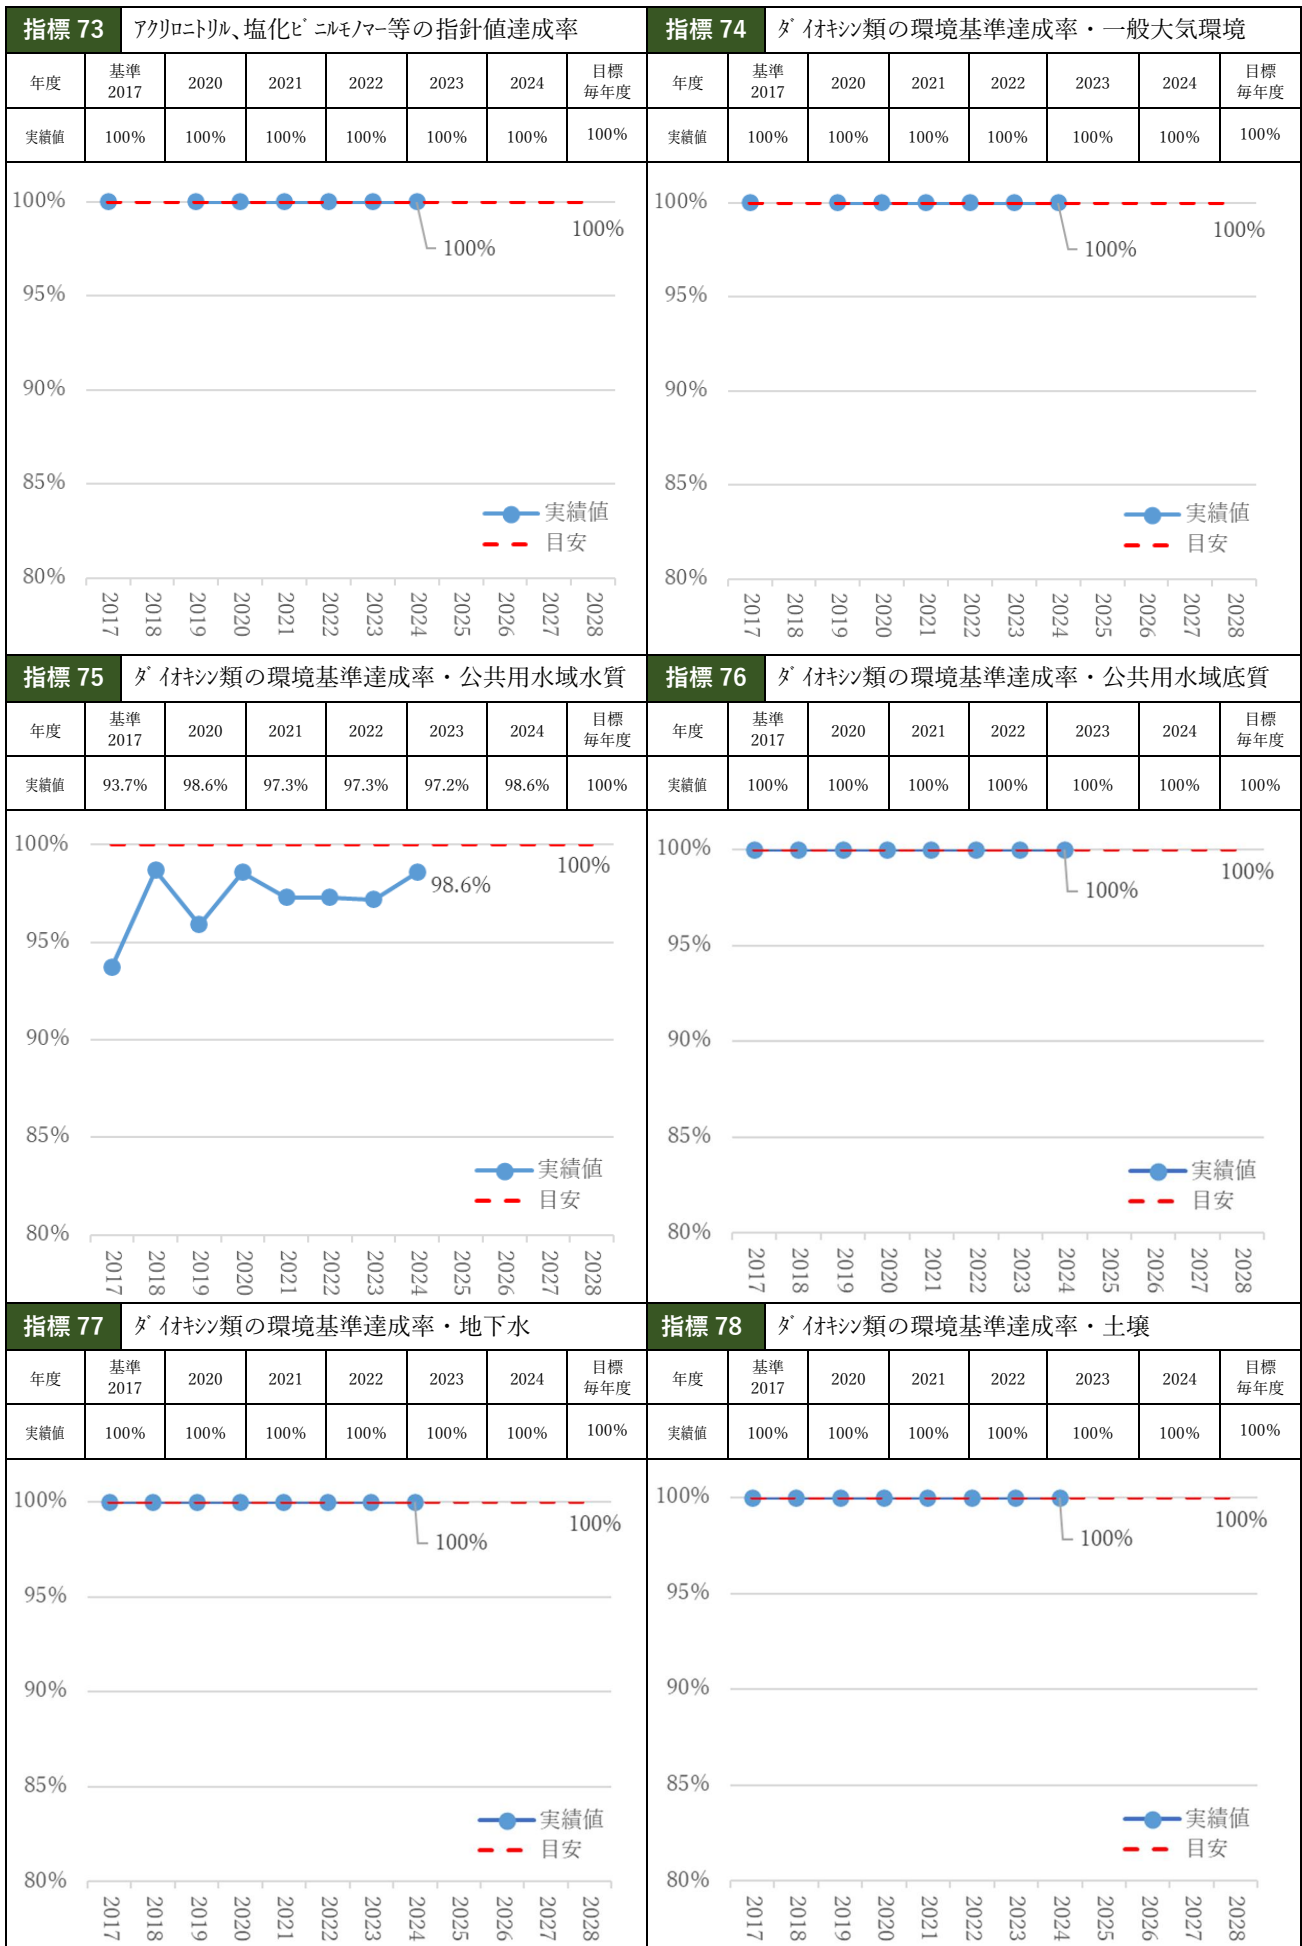 指標 73 ｱｸﾘﾛﾆﾄﾘﾙ、塩化ﾋﾞﾆﾙﾓﾉﾏｰ等の指針値達成率
年度 基準 2017 2020 2021 2022 2023 2024 目標 毎年度
実績値 100% 100% 100% 100% 100% 100% 100%
100%
95%
90%
85%
80%
100%
100%
実績値
目安
2017 2018 2019 2020 2021 2022 2023 2024 2025 2026 2027 2028
指標 74 ﾀﾞｲｵｷｼﾝ類の環境基準達成率・一般大気環境
年度 基準 2017 2020 2021 2022 2023 2024 目標 毎年度
実績値 100% 100% 100% 100% 100% 100% 100%
100%
95%
90%
85%
80%
100%
100%
実績値
目安
2017 2018 2019 2020 2021 2022 2023 2024 2025 2026 2027 2028
指標 75 ﾀﾞｲｵｷｼﾝ類の環境基準達成率・公共用水域水質
年度 基準 2017 2020 2021 2022 2023 2024 目標 毎年度
実績値 93.7% 98.6% 97.3% 97.3% 97.2% 98.6% 100%
100%
95%
90%
85%
80%
100%
98.6%
実績値
目安
2017 2018 2019 2020 2021 2022 2023 2024 2025 2026 2027 2028
指標 76 ﾀﾞｲｵｷｼﾝ類の環境基準達成率・公共用水域底質
年度 基準 2017 2020 2021 2022 2023 2024 目標 毎年度
実績値 100% 100% 100% 100% 100% 100% 100%
100%
95%
90%
85%
80%
100%
100%
実績値
目安
2017 2018 2019 2020 2021 2022 2023 2024 2025 2026 2027 2028
指標 77 ﾀﾞｲｵｷｼﾝ類の環境基準達成率・地下水
年度 基準 2017 2020 2021 2022 2023 2024 目標 毎年度
実績値 100% 100% 100% 100% 100% 100% 100%
100%
95%
90%
85%
80%
100%
100%
実績値
目安
2017 2018 2019 2020 2021 2022 2023 2024 2025 2026 2027 2028
指標 78 ﾀﾞｲｵｷｼﾝ類の環境基準達成率・土壌
年度 基準 2017 2020 2021 2022 2023 2024 目標 毎年度
実績値 100% 100% 100% 100% 100% 100% 100%
100%
95%
90%
85%
80%
100%
100%
実績値
目安
2017 2018 2019 2020 2021 2022 2023 2024 2025 2026 2027 2028